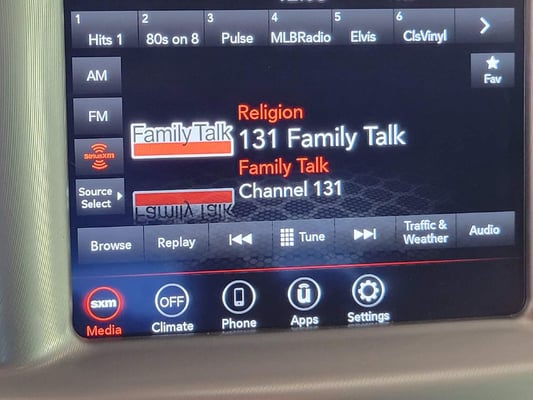 1 2 3 4 5 6
Hits 1 80s on 8 Pulse MLBRadio Elvis ClsVinyl
AM
Fav
FM
Religion
Family Talk
131 Family Talk
SiriusXM
Family Talk
Source
Select
Channel 131
Family Talk
Browse Replay Tune Traffic &
Weather Audio
sxm OFF ü
Media Climate Phone Apps Settings